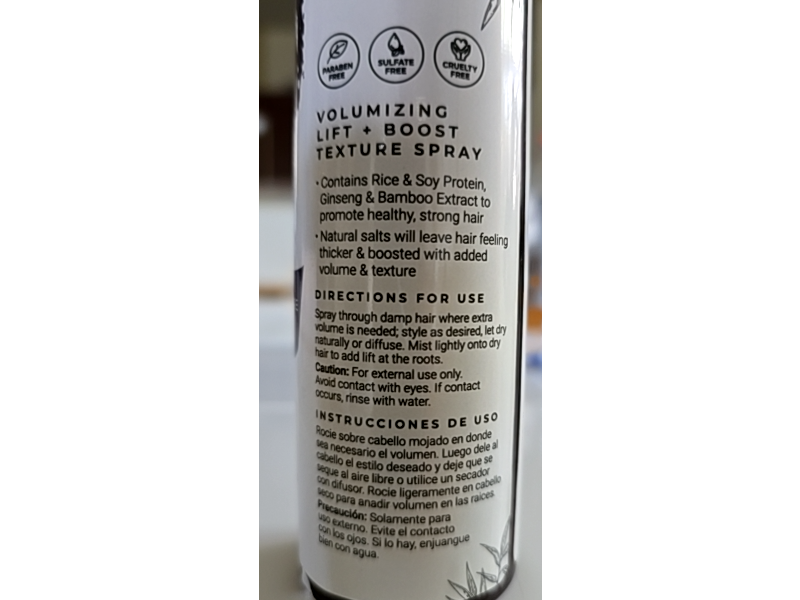 PARABEN
FREE
SULFATE
FREE
CRUELTY
FREE
VOLUMIZING
LIFT + BOOST
TEXTURE SPRAY
• Contains Rice & Soy Protein,
Ginseng & Bamboo Extract to
promote healthy, strong hair
• Natural salts will leave hair feeling
thicker & boosted with added
volume & texture
DIRECTIONS FOR USE
Spray through damp hair where extra
volume is needed; style as desired, let dry
naturally or diffuse. Mist lightly onto dry
hair to add lift at the roots.
Caution: For external use only.
Avoid contact with eyes. If contact
occurs, rinse with water.
INSTRUCCIONES DE USO
Rocie sobre cabello mojado en donde
sea necesario el volumen. Luego dele al
cabello el estilo deseado y deje que se
seque al aire libre o utilice un secador
con difusor. Rocie ligeramente en cabello
seco para anadir volumen en las raices.
Precaución: Solamente para
uso externo. Evite el contacto
con los ojos. Si lo hay, enjuangue
bien con agua.